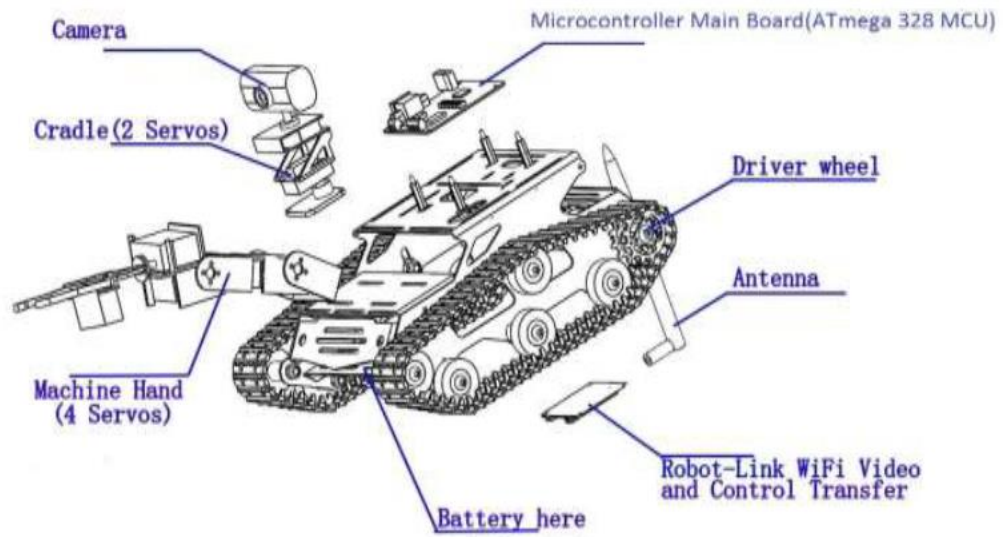 Microcontroller Main Board(ATmega 328 MCU)
Camera
Cradle(2 Servos)
Driver wheel
Antenna
Machine Hand
(4 Servos)
Robot-Link WiFi Video
and Control Transfer
Battery here